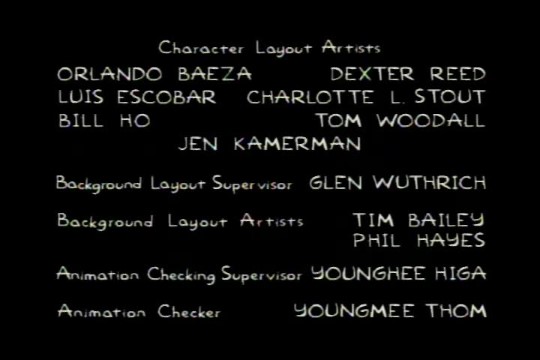 Character Layout Artists
ORLANDO BAEZA DEXTER REED
LUIS ESCOBAR CHARLOTTE L. STOUT
BILL HO TOM WOODALL
JEN KAMERMAN
Background Layout Supervisor GLEN WUTHRICH
Background Layout Artists TIM BAILEY
PHIL HAYES
Animation Checking Supervisor YOUNGHEE HIGA
Animation Checker YOUNGMEE THOM